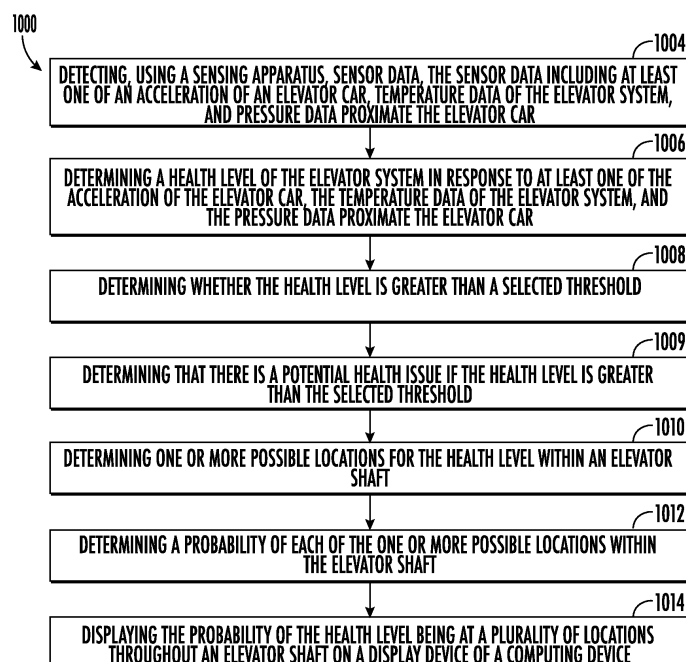 1000
1004
DETECTING, USING A SENSING APPARATUS, SENSOR DATA, THE SENSOR DATA INCLUDING AT LEAST
ONE OF AN ACCELERATION OF AN ELEVATOR CAR, TEMPERATURE DATA OF THE ELEVATOR SYSTEM,
AND PRESSURE DATA PROXIMATE THE ELEVATOR CAR
1006
DETERMINING A HEALTH LEVEL OF THE ELEVATOR SYSTEM IN RESPONSE TO AT LEAST ONE OF THE
ACCELERATION OF THE ELEVATOR CAR, THE TEMPERATURE DATA OF THE ELEVATOR SYSTEM, AND
THE PRESSURE DATA PROXIMATE THE ELEVATOR CAR
1008
DETERMINING WHETHER THE HEALTH LEVEL IS GREATER THAN A SELECTED THRESHOLD
1009
DETERMINING THAT THERE IS A POTENTIAL HEALTH ISSUE IF THE HEALTH LEVEL IS GREATER
THAN THE SELECTED THRESHOLD
1010
DETERMINING ONE OR MORE POSSIBLE LOCATIONS FOR THE HEALTH LEVEL WITHIN AN ELEVATOR
SHAFT
1012
DETERMINING A PROBABILITY OF EACH OF THE ONE OR MORE POSSIBLE LOCATIONS WITHIN
THE ELEVATOR SHAFT
1014
DISPLAYING THE PROBABILITY OF THE HEALTH LEVEL BEING AT A PLURALITY OF LOCATIONS
THROUGHOUT AN ELEVATOR SHAFT ON A DISPLAY DEVICE OF A COMPUTING DEVICE